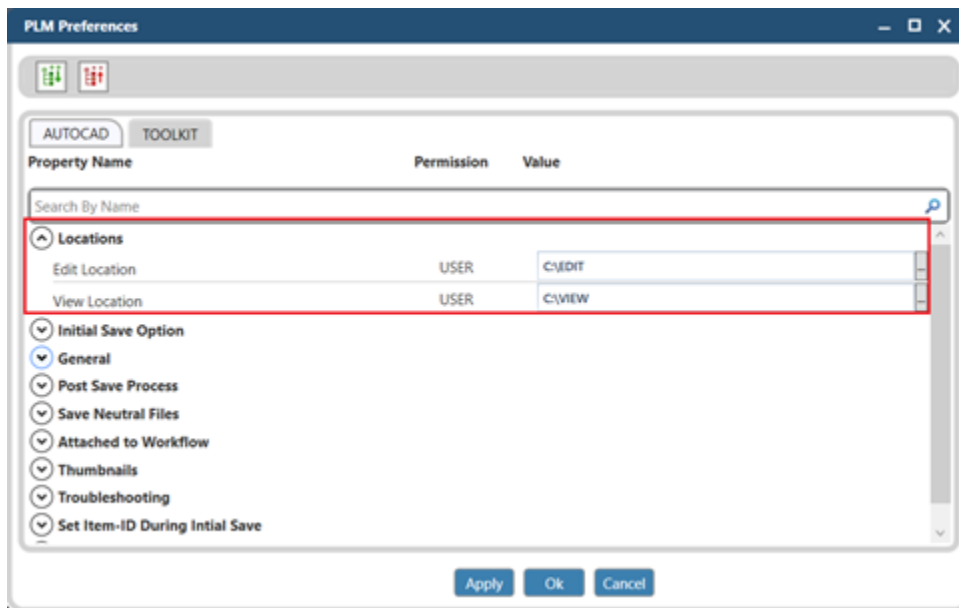 PLM Preferences
AUTOCAD TOOLKIT
Property Name Permission Value
Search By Name
Locations
Edit Location USER C:\EDIT
View Location USER C:\VIEW
Initial Save Option
General
Post Save Process
Save Neutral Files
Attached to Workflow
Thumbnails
Troubleshooting
Set Item-ID During Intial Save
Apply Ok Cancel